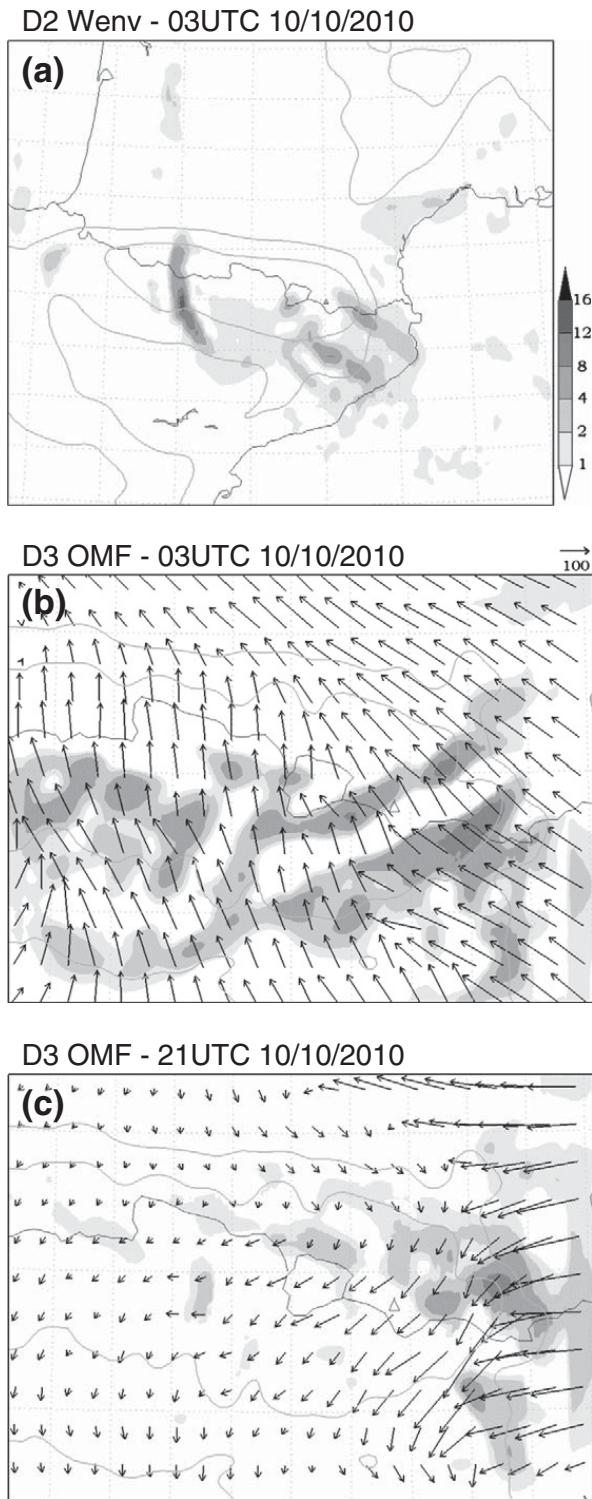 D2 Wenv - 03UTC 10/10/2010
(a)
16
12
8
4
2
1
D3 OMF - 03UTC 10/10/2010
100
(b)
D3 OMF - 21UTC 10/10/2010
(c)